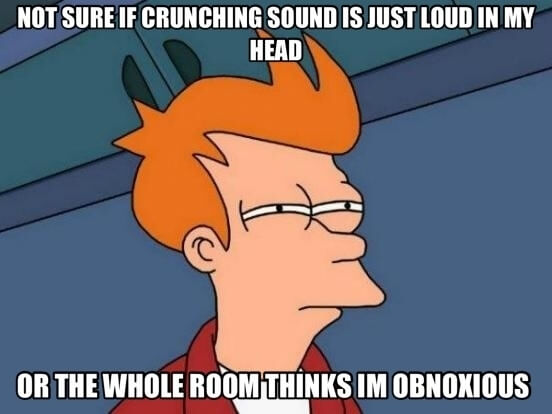 NOT SURE IF CRUNCHING SOUND IS JUST LOUD IN MY
HEAD
OR THE WHOLE ROOM THINKS IM OBNOXIOUS